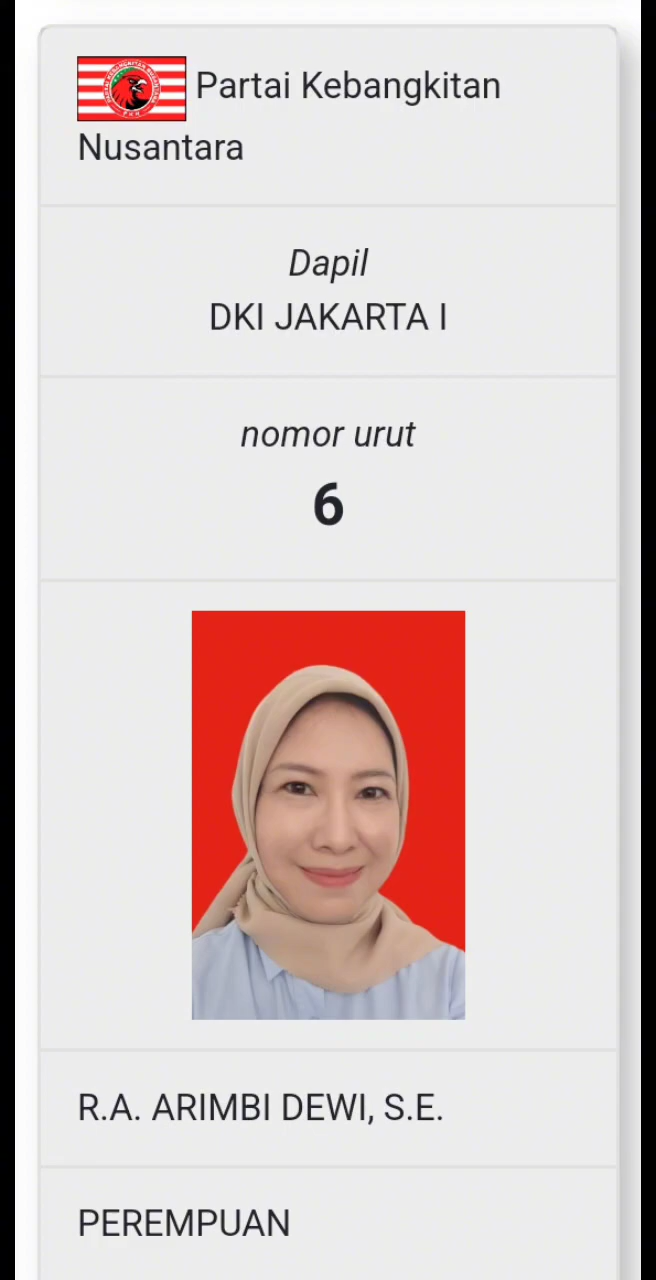 Partai Kebangkitan
Nusantara
Dapil
DKI JAKARTA I
nomor urut
6
R.A. ARIMBI DEWI, S.E.
PEREMPUAN